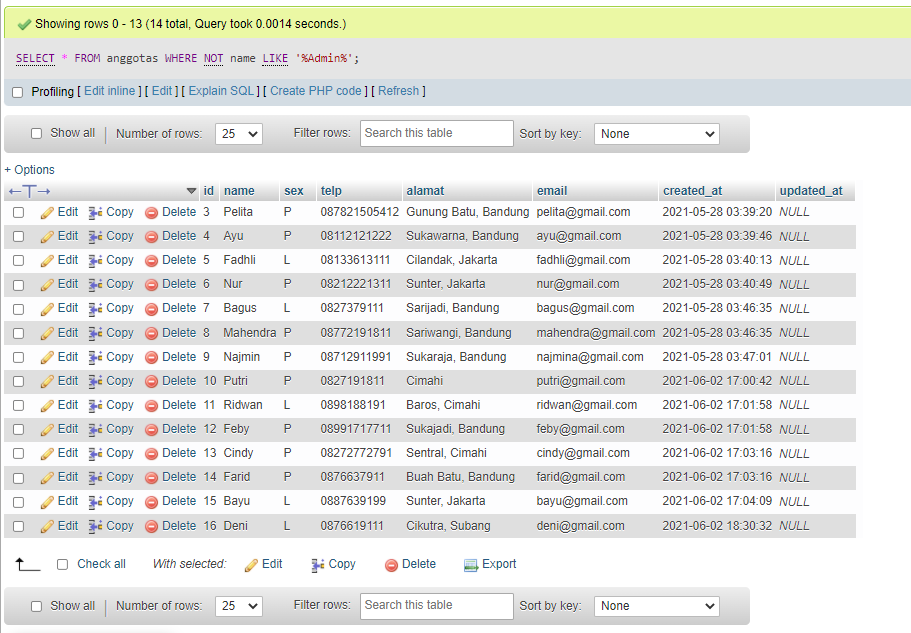 Showing rows 0 - 13 (14 total, Query took 0.0014 seconds.)
SELECT * FROM anggotas WHERE NOT name LIKE '%Admin%';
Profiling [ Edit inline ] [ Edit ] [ Explain SQL ] [ Create PHP code ] [ Refresh ]
Show all | Number of rows: 25 Filter rows: Search this table Sort by key: None
+ Options
←T→ id name sex telp alamat email created_at updated_at
Edit Copy Delete 3 Pelita P 087821505412 Gunung Batu, Bandung pelita@gmail.com 2021-05-28 03:39:20 NULL
Edit Copy Delete 4 Ayu P 08112121222 Sukawarna, Bandung ayu@gmail.com 2021-05-28 03:39:46 NULL
Edit Copy Delete 5 Fadhli L 08133613111 Cilandak, Jakarta fadhli@gmail.com 2021-05-28 03:40:13 NULL
Edit Copy Delete 6 Nur P 08212221311 Sunter, Jakarta nur@gmail.com 2021-05-28 03:40:49 NULL
Edit Copy Delete 7 Bagus L 0827379111 Sarijadi, Bandung bagus@gmail.com 2021-05-28 03:46:35 NULL
Edit Copy Delete 8 Mahendra P 08772191811 Sariwangi, Bandung mahendra@gmail.com 2021-05-28 03:46:35 NULL
Edit Copy Delete 9 Najmin P 08712911991 Sukaraja, Bandung najmina@gmail.com 2021-05-28 03:47:01 NULL
Edit Copy Delete 10 Putri P 0827191811 Cimahi putri@gmail.com 2021-06-02 17:00:42 NULL
Edit Copy Delete 11 Ridwan L 0898188191 Baros, Cimahi ridwan@gmail.com 2021-06-02 17:01:58 NULL
Edit Copy Delete 12 Feby P 08991717711 Sukajadi, Bandung feby@gmail.com 2021-06-02 17:01:58 NULL
Edit Copy Delete 13 Cindy P 08272772791 Sentral, Cimahi cindy@gmail.com 2021-06-02 17:03:16 NULL
Edit Copy Delete 14 Farid P 0876637911 Buah Batu, Bandung farid@gmail.com 2021-06-02 17:03:16 NULL
Edit Copy Delete 15 Bayu L 0887639199 Sunter, Jakarta bayu@gmail.com 2021-06-02 17:04:09 NULL
Edit Copy Delete 16 Deni L 0876619111 Cikutra, Subang deni@gmail.com 2021-06-02 18:30:32 NULL
Check all With selected: Edit Copy Delete Export
Show all | Number of rows: 25 Filter rows: Search this table Sort by key: None